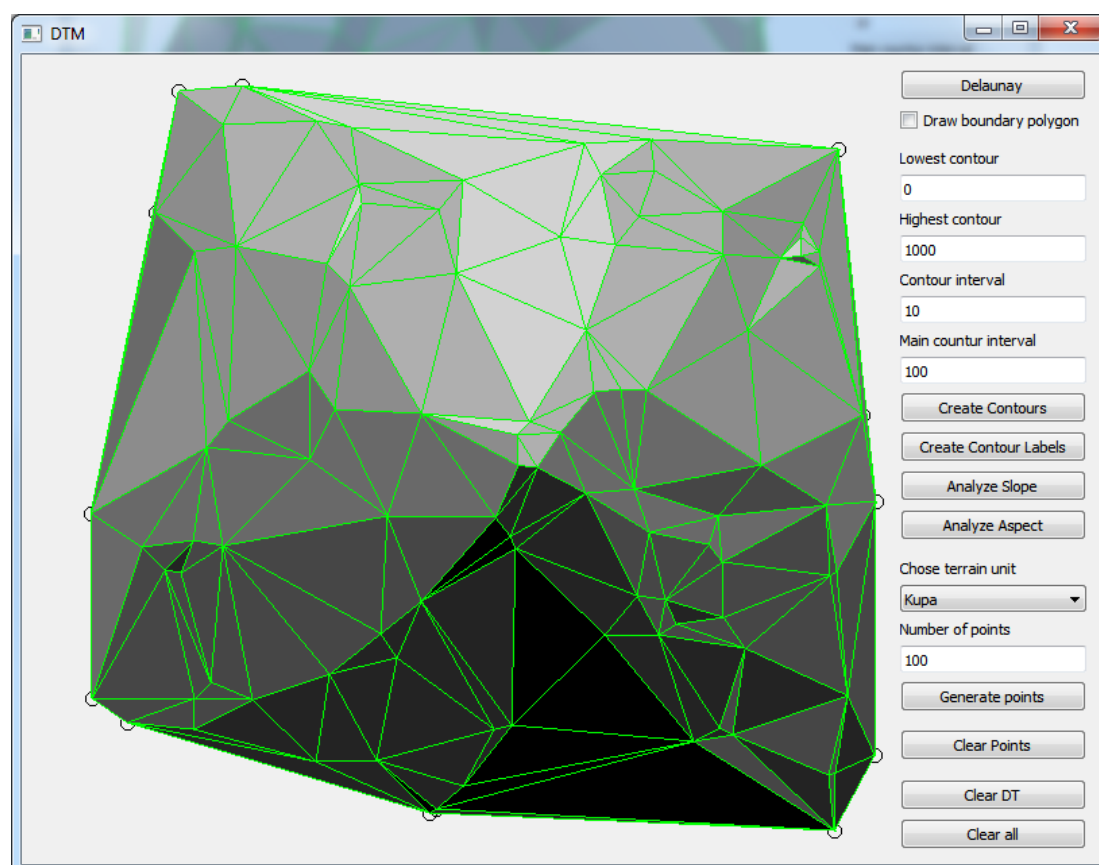 DTM
Delaunay
Draw boundary polygon
Lowest contour
0
Highest contour
1000
Contour interval
10
Main countur interval
100
Create Contours
Create Contour Labels
Analyze Slope
Analyze Aspect
Chose terrain unit
Kupa
Number of points
100
Generate points
Clear Points
Clear DT
Clear all